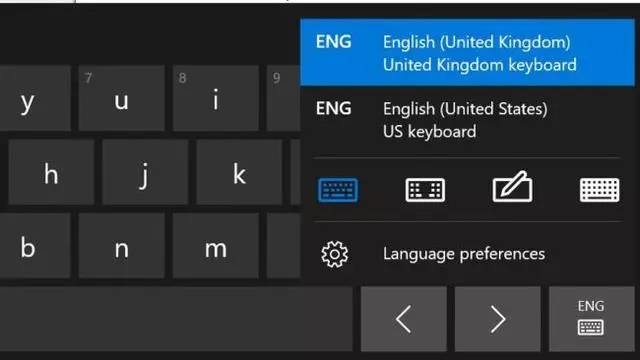 ENG English (United Kingdom)
United Kingdom keyboard
ENG English (United States)
US keyboard
7 8 9
y u i
h j k
b n m
Language preferences
ENG